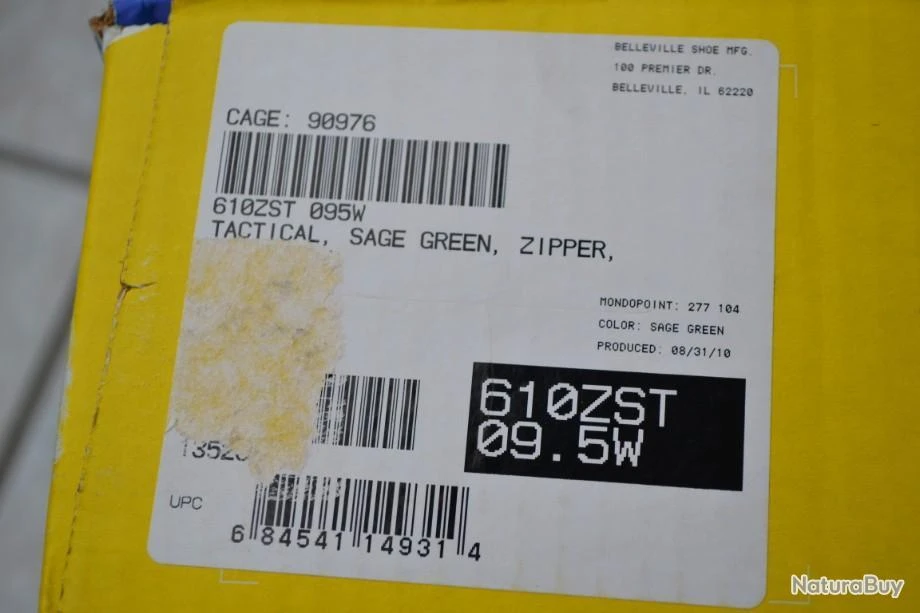 BELLEVILLE SHOE MFG.
100 PREMIER DR.
BELLEVILLE, IL 62220
CAGE: 90976
610ZST 095W
TACTICAL, SAGE GREEN, ZIPPER,
MONDOPOINT: 277 104
COLOR: SAGE GREEN
PRODUCED: 08/31/10
610ZST
09.5W
UPC
6 84541 14931 4
NaturaBuy